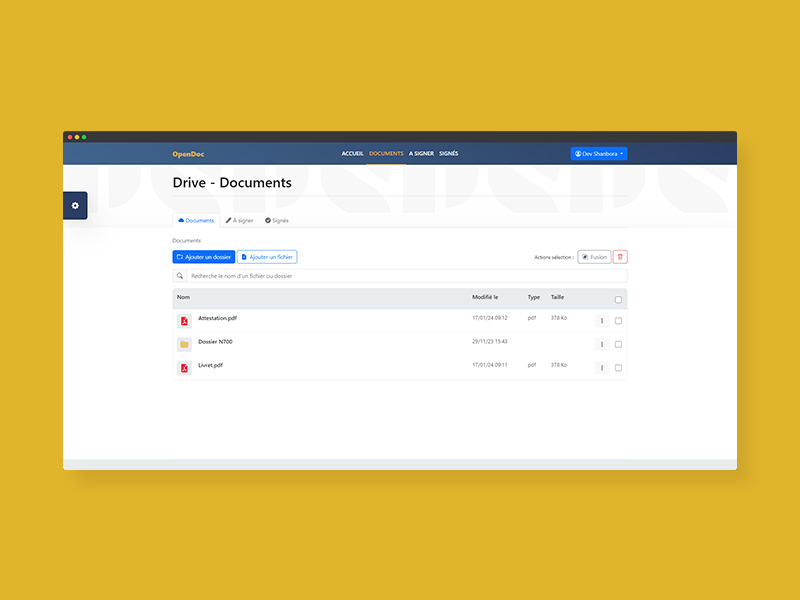 OpenDoc ACCUEIL DOCUMENTS A SIGNER SIGNÉS Dev Shanbora
Drive - Documents
Documents À signer Signés
Documents
Ajouter un dossier Ajouter un fichier Actions sélection : Fusion
Recherche le nom d'un fichier ou dossier
Nom Modifié le Type Taille
Attestation.pdf 17/01/24 09:12 pdf 378 Ko
Dossier N700 29/11/23 15:43
Livret.pdf 17/01/24 09:11 pdf 378 Ko